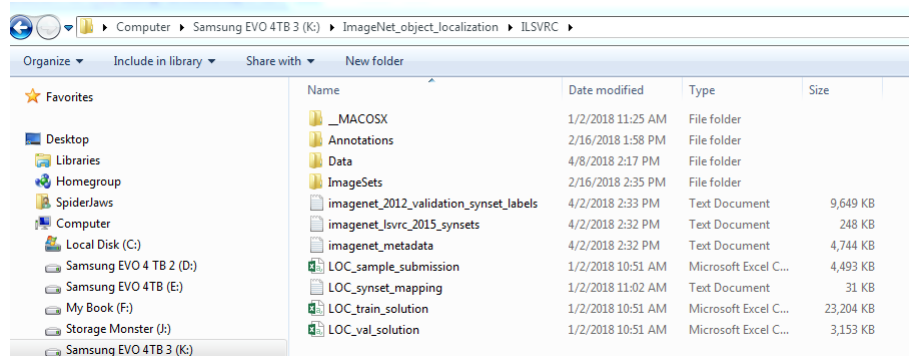 Computer ▸ Samsung EVO 4TB 3 (K:) ▸ ImageNet_object_localization ▸ ILSVRC ▸
Organize ▾ Include in library ▾ Share with ▾ New folder
Name Date modified Type Size
Favorites
Desktop
Libraries
Homegroup
SpiderJaws
Computer
Local Disk (C:)
Samsung EVO 4 TB 2 (D:)
Samsung EVO 4TB (E:)
My Book (F:)
Storage Monster (J:)
Samsung EVO 4TB 3 (K:)
__MACOSX 1/2/2018 11:25 AM File folder
Annotations 2/16/2018 1:58 PM File folder
Data 4/8/2018 2:17 PM File folder
ImageSets 2/16/2018 2:35 PM File folder
imagenet_2012_validation_synset_labels 4/2/2018 2:33 PM Text Document 9,649 KB
imagenet_lsvrc_2015_synsets 4/2/2018 2:32 PM Text Document 248 KB
imagenet_metadata 4/2/2018 2:32 PM Text Document 4,744 KB
LOC_sample_submission 1/2/2018 10:51 AM Microsoft Excel C... 4,493 KB
LOC_synset_mapping 1/2/2018 11:02 AM Text Document 31 KB
LOC_train_solution 1/2/2018 10:51 AM Microsoft Excel C... 23,204 KB
LOC_val_solution 1/2/2018 10:51 AM Microsoft Excel C... 3,153 KB